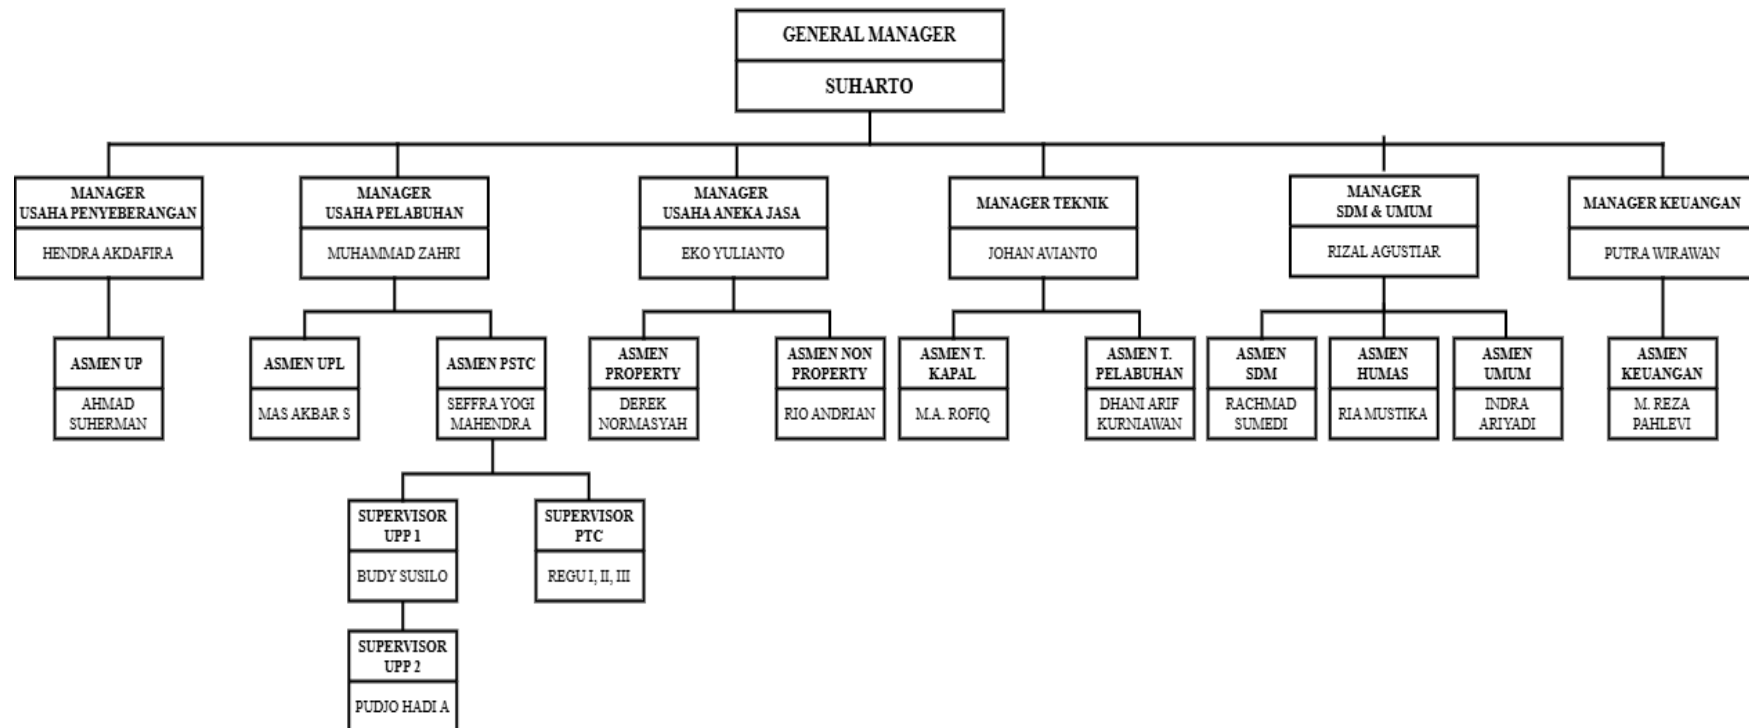 GENERAL MANAGER
SUHARTO
MANAGER
USAHA PENYEBERANGAN
HENDRA AKDAFIRA
MANAGER
USAHA PELABUHAN
MUHAMMAD ZAHRI
MANAGER
USAHA ANEKA JASA
EKO YULIANTO
MANAGER TEKNIK
JOHAN AVIANTO
MANAGER
SDM & UMUM
RIZAL AGUSTIAR
MANAGER KEUANGAN
PUTRA WIRAWAN
ASMEN UP
AHMAD
SUHERMAN
ASMEN UPL
MAS AKBAR S
ASMEN PSTC
SEFFRA YOGI
MAHENDRA
ASMEN
PROPERTY
DEREK
NORMASYAH
ASMEN NON
PROPERTY
RIO ANDRIAN
ASMEN T.
KAPAL
M.A. ROFIQ
ASMEN T.
PELABUHAN
DHANI ARIF
KURNIAWAN
ASMEN
SDM
RACHMAD
SUMEDI
ASMEN
HUMAS
RIA MUSTIKA
ASMEN
UMUM
INDRA
ARIYADI
ASMEN
KEUANGAN
M. REZA
PAHLEVI
SUPERVISOR
UPP 1
BUDY SUSILO
SUPERVISOR
PTC
REGU I, II, III
SUPERVISOR
UPP 2
PUDJO HADI A